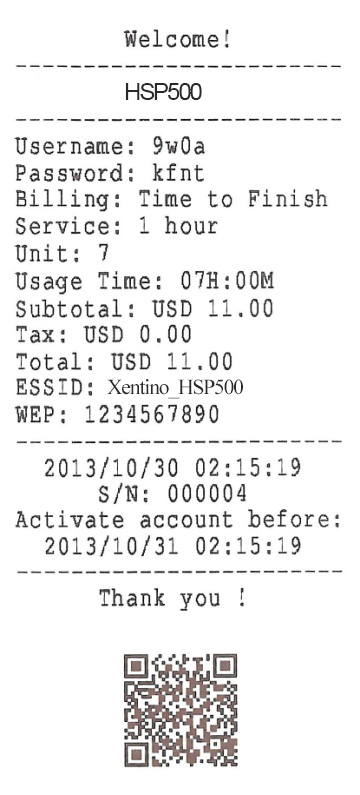 Welcome!
-------------------------
HSP500
-------------------------
Username: 9w0a
Password: kfnt
Billing: Time to Finish
Service: 1 hour
Unit: 7
Usage Time: 07H:00M
Subtotal: USD 11.00
Tax: USD 0.00
Total: USD 11.00
ESSID: Xentino_HSP500
WEP: 1234567890
-------------------------
2013/10/30 02:15:19
S/N: 000004
Activate account before:
2013/10/31 02:15:19
-------------------------
Thank you !